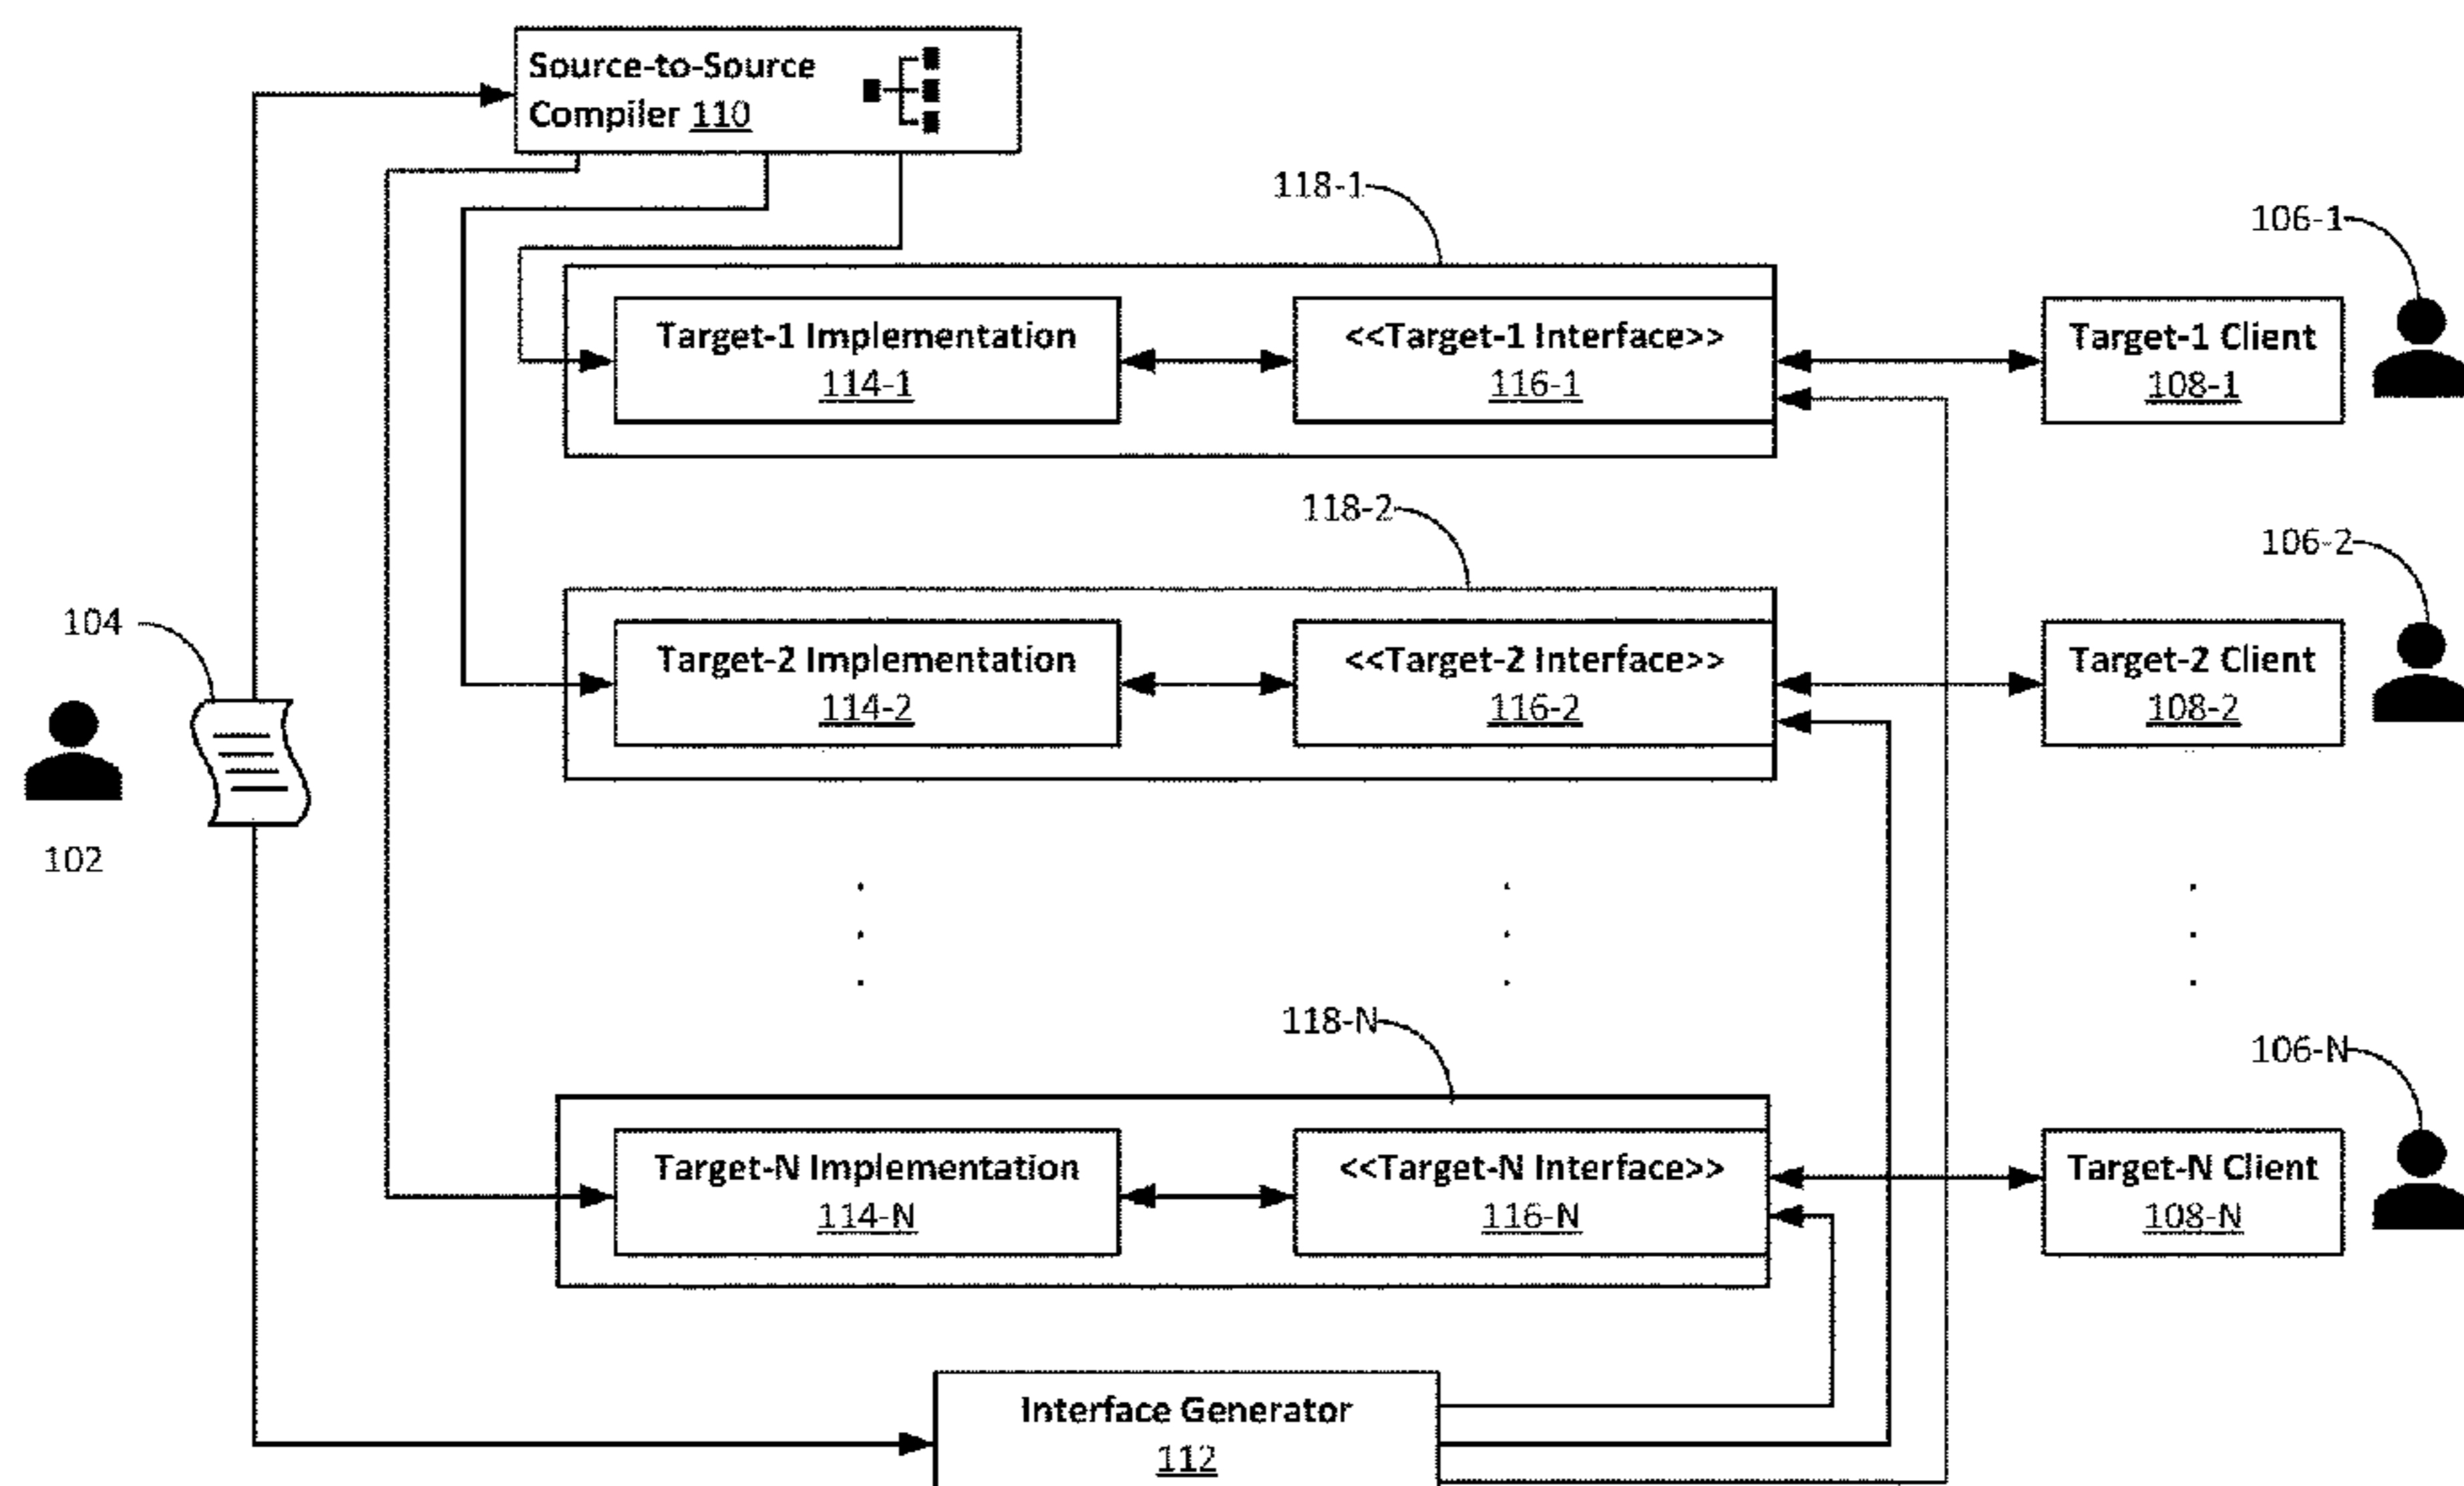 Source-to-Source
Compiler 110
118-1
106-1
Target-1 Implementation
114-1
<<Target-1 Interface>>
116-1
Target-1 Client
108-1
118-2
106-2
104
Target-2 Implementation
114-2
<<Target-2 Interface>>
116-2
Target-2 Client
108-2
102
118-N
106-N
Target-N Implementation
114-N
<<Target-N Interface>>
116-N
Target-N Client
108-N
Interface Generator
112